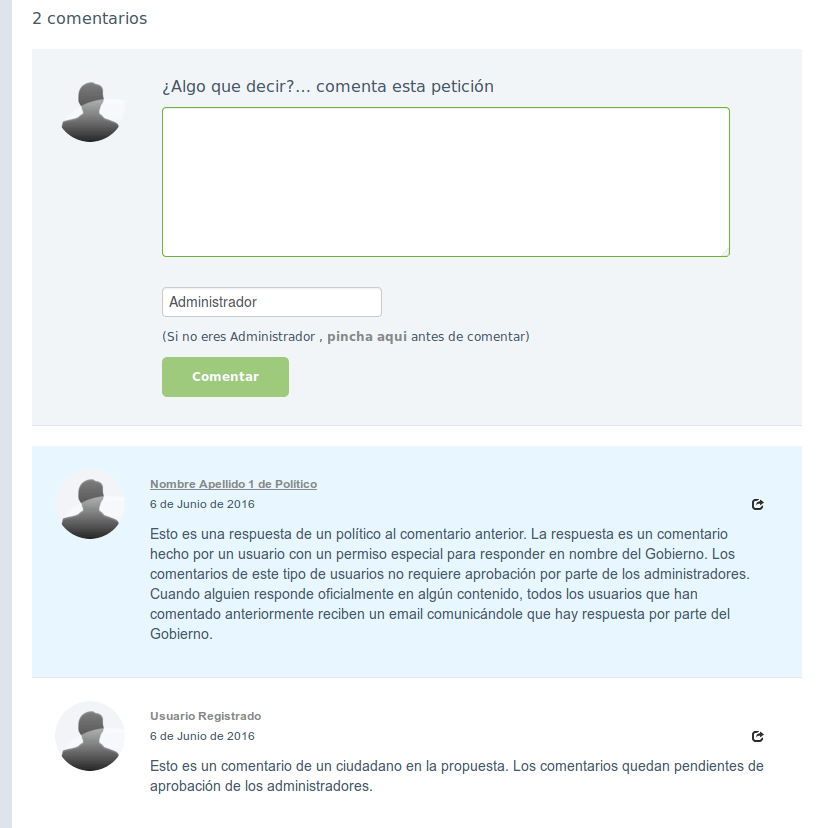 2 comentarios
¿Algo que decir?... comenta esta petición
Administrador
(Si no eres Administrador , pincha aqui antes de comentar)
Comentar
Nombre Apellido 1 de Politico
6 de Junio de 2016
Esto es una respuesta de un político al comentario anterior. La respuesta es un comentario
hecho por un usuario con un permiso especial para responder en nombre del Gobierno. Los
comentarios de este tipo de usuarios no requiere aprobación por parte de los administradores.
Cuando alguien responde oficialmente en algún contenido, todos los usuarios que han
comentado anteriormente reciben un email comunicándole que hay respuesta por parte del
Gobierno.
Usuario Registrado
6 de Junio de 2016
Esto es un comentario de un ciudadano en la propuesta. Los comentarios quedan pendientes de
aprobación de los administradores.